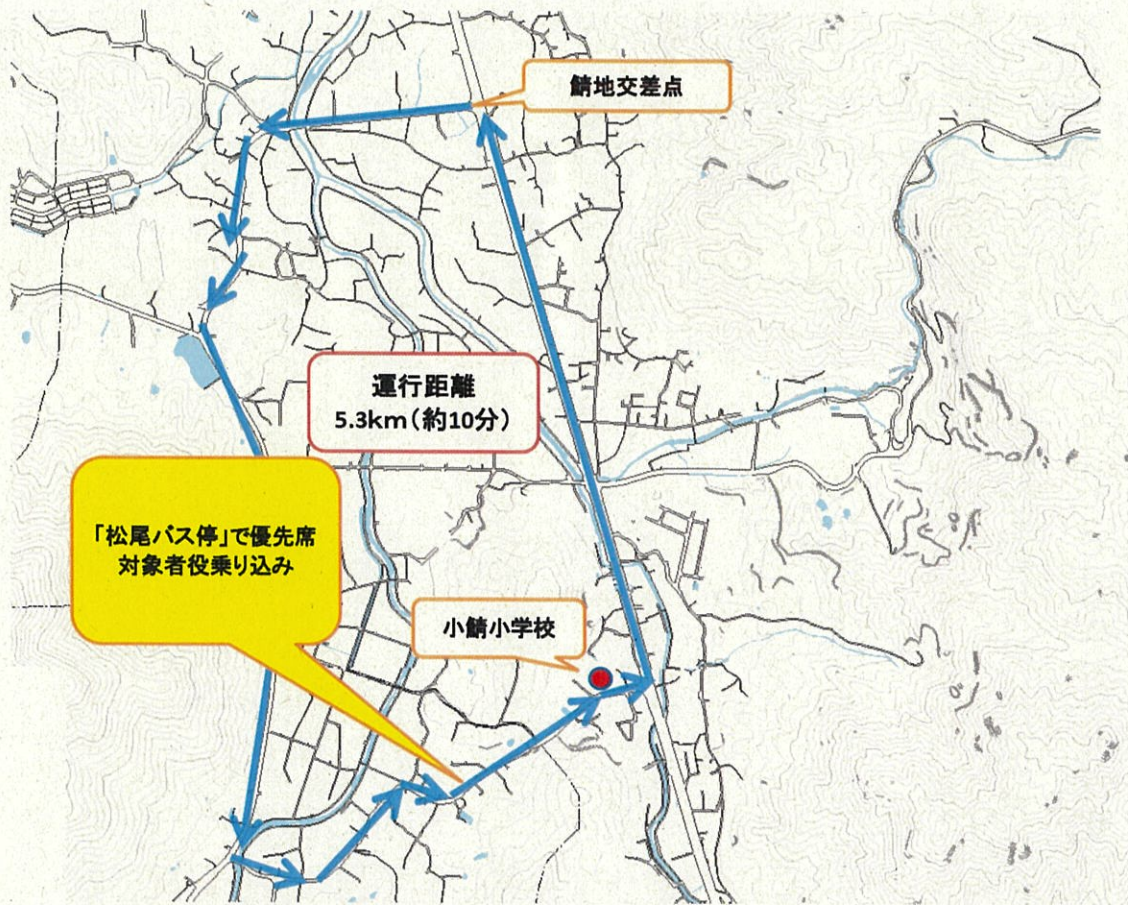 鯖地交差点
運行距離
5.3km(約10分)
「松尾バス停」で優先席
対象者役乗り込み
小鯖小学校